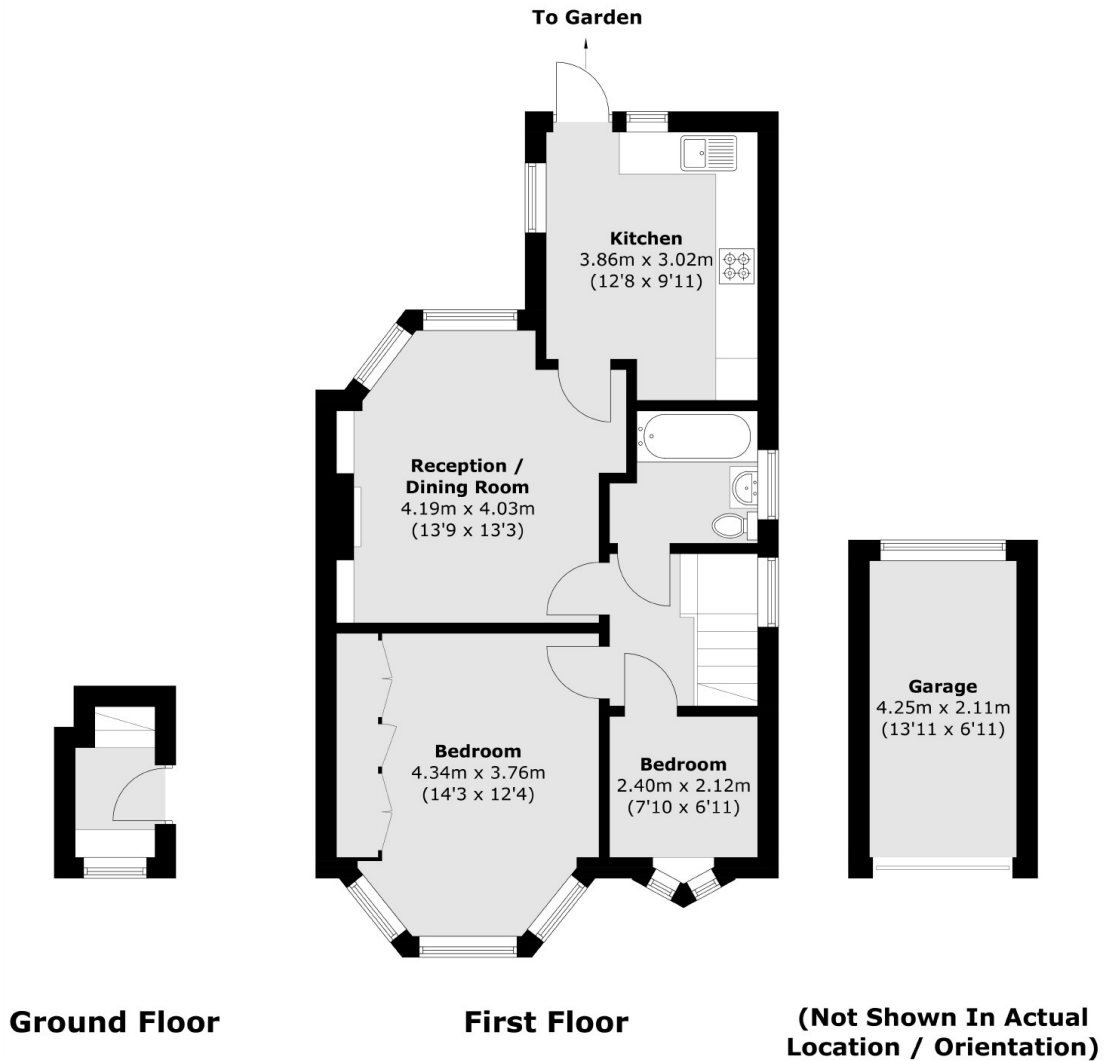 To Garden
Kitchen
3.86m x 3.02m
(12'8 x 9'11)
Reception /
Dining Room
4.19m x 4.03m
(13'9 x 13'3)
Garage
4.25m x 2.11m
(13'11 x 6'11)
Bedroom
4.34m x 3.76m
(14'3 x 12'4)
Bedroom
2.40m x 2.12m
(7'10 x 6'11)
Ground Floor
First Floor
(Not Shown In Actual
Location / Orientation)